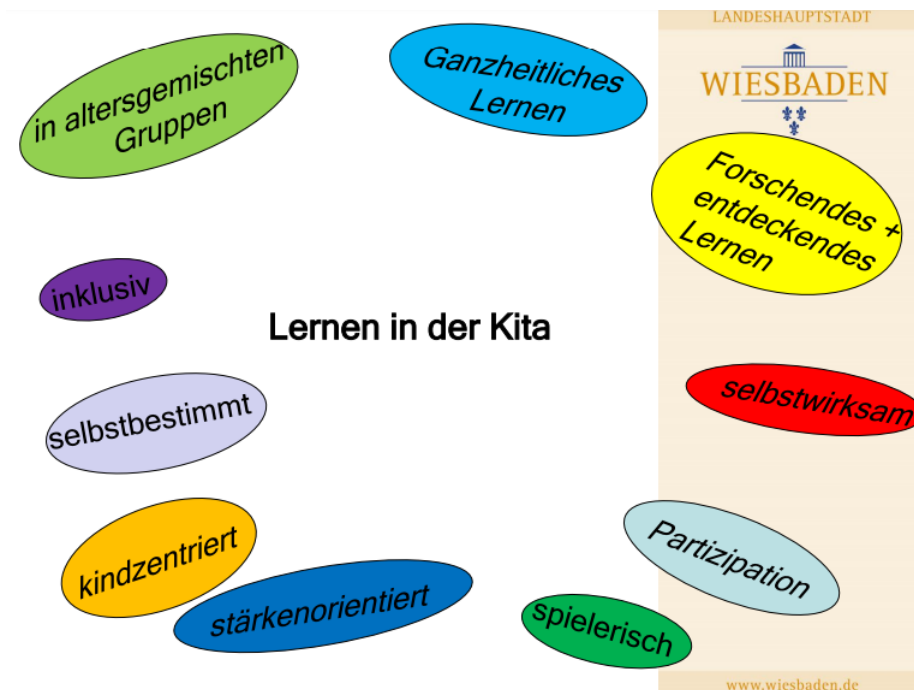 LANDESHAUPTSTADT
WIESBADEN
in altersgemischten
Gruppen
Ganzheitliches
Lernen
Forschendes +
entdeckendes
Lernen
inklusiv
Lernen in der Kita
selbstbestimmt
selbstwirksam
kindzentriert
stärkenorientiert
Partizipation
spielerisch
www.wiesbaden.de